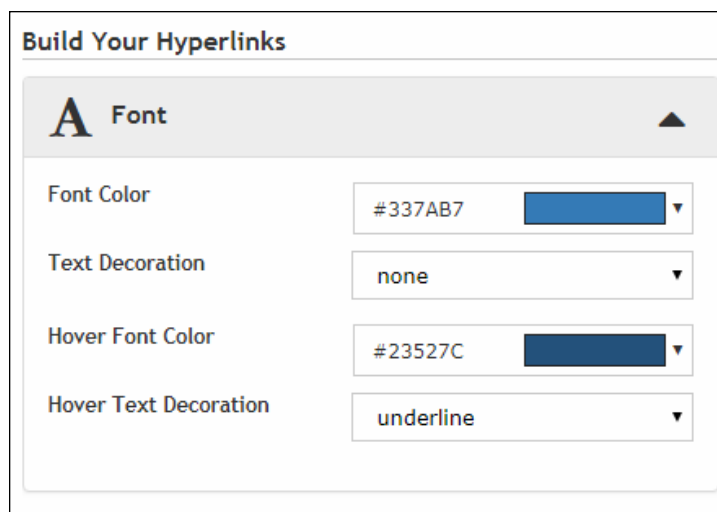 Build Your Hyperlinks
A Font
Font Color #337AB7
Text Decoration none
Hover Font Color #23527C
Hover Text Decoration underline